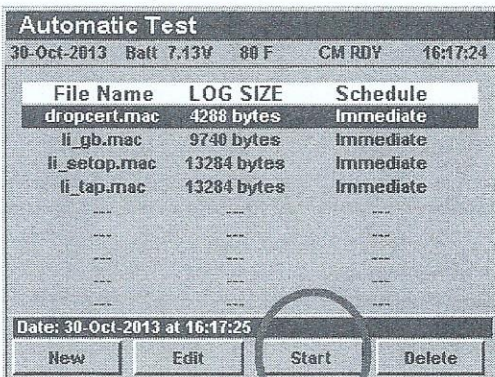 Automatic Test
30-Oct-2013 Batt 7.13V 80 F CM RDY 16:17:24
File Name LOG SIZE Schedule
dropcert.mac 4288 bytes Immediate
li_gb.mac 9740 bytes Immediate
li_setop.mac 13284 bytes Immediate
li_tap.mac 13284 bytes Immediate
--- --- ---
--- --- ---
--- --- ---
--- --- ---
Date: 30-Oct-2013 at 16:17:25
New Edit Start Delete